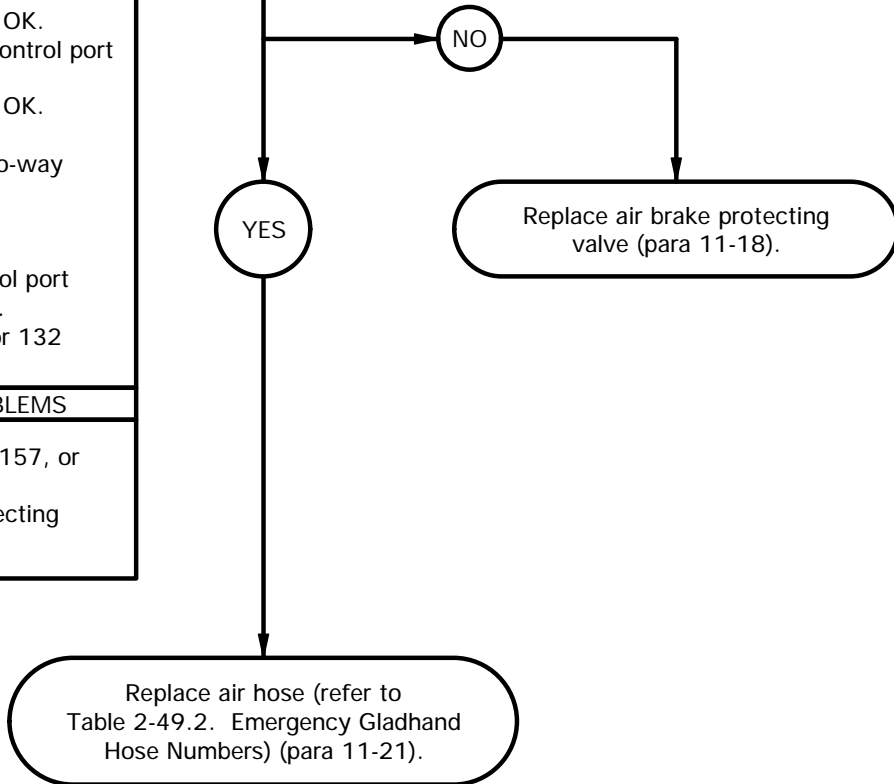 OK.
ontrol port
OK.
o-way
ol port
.
or 132
BLEMS
157, or
ecting
NO
YES
Replace air brake protecting
valve (para 11-18).
Replace air hose (refer to
Table 2-49.2. Emergency Gladhand
Hose Numbers) (para 11-21).